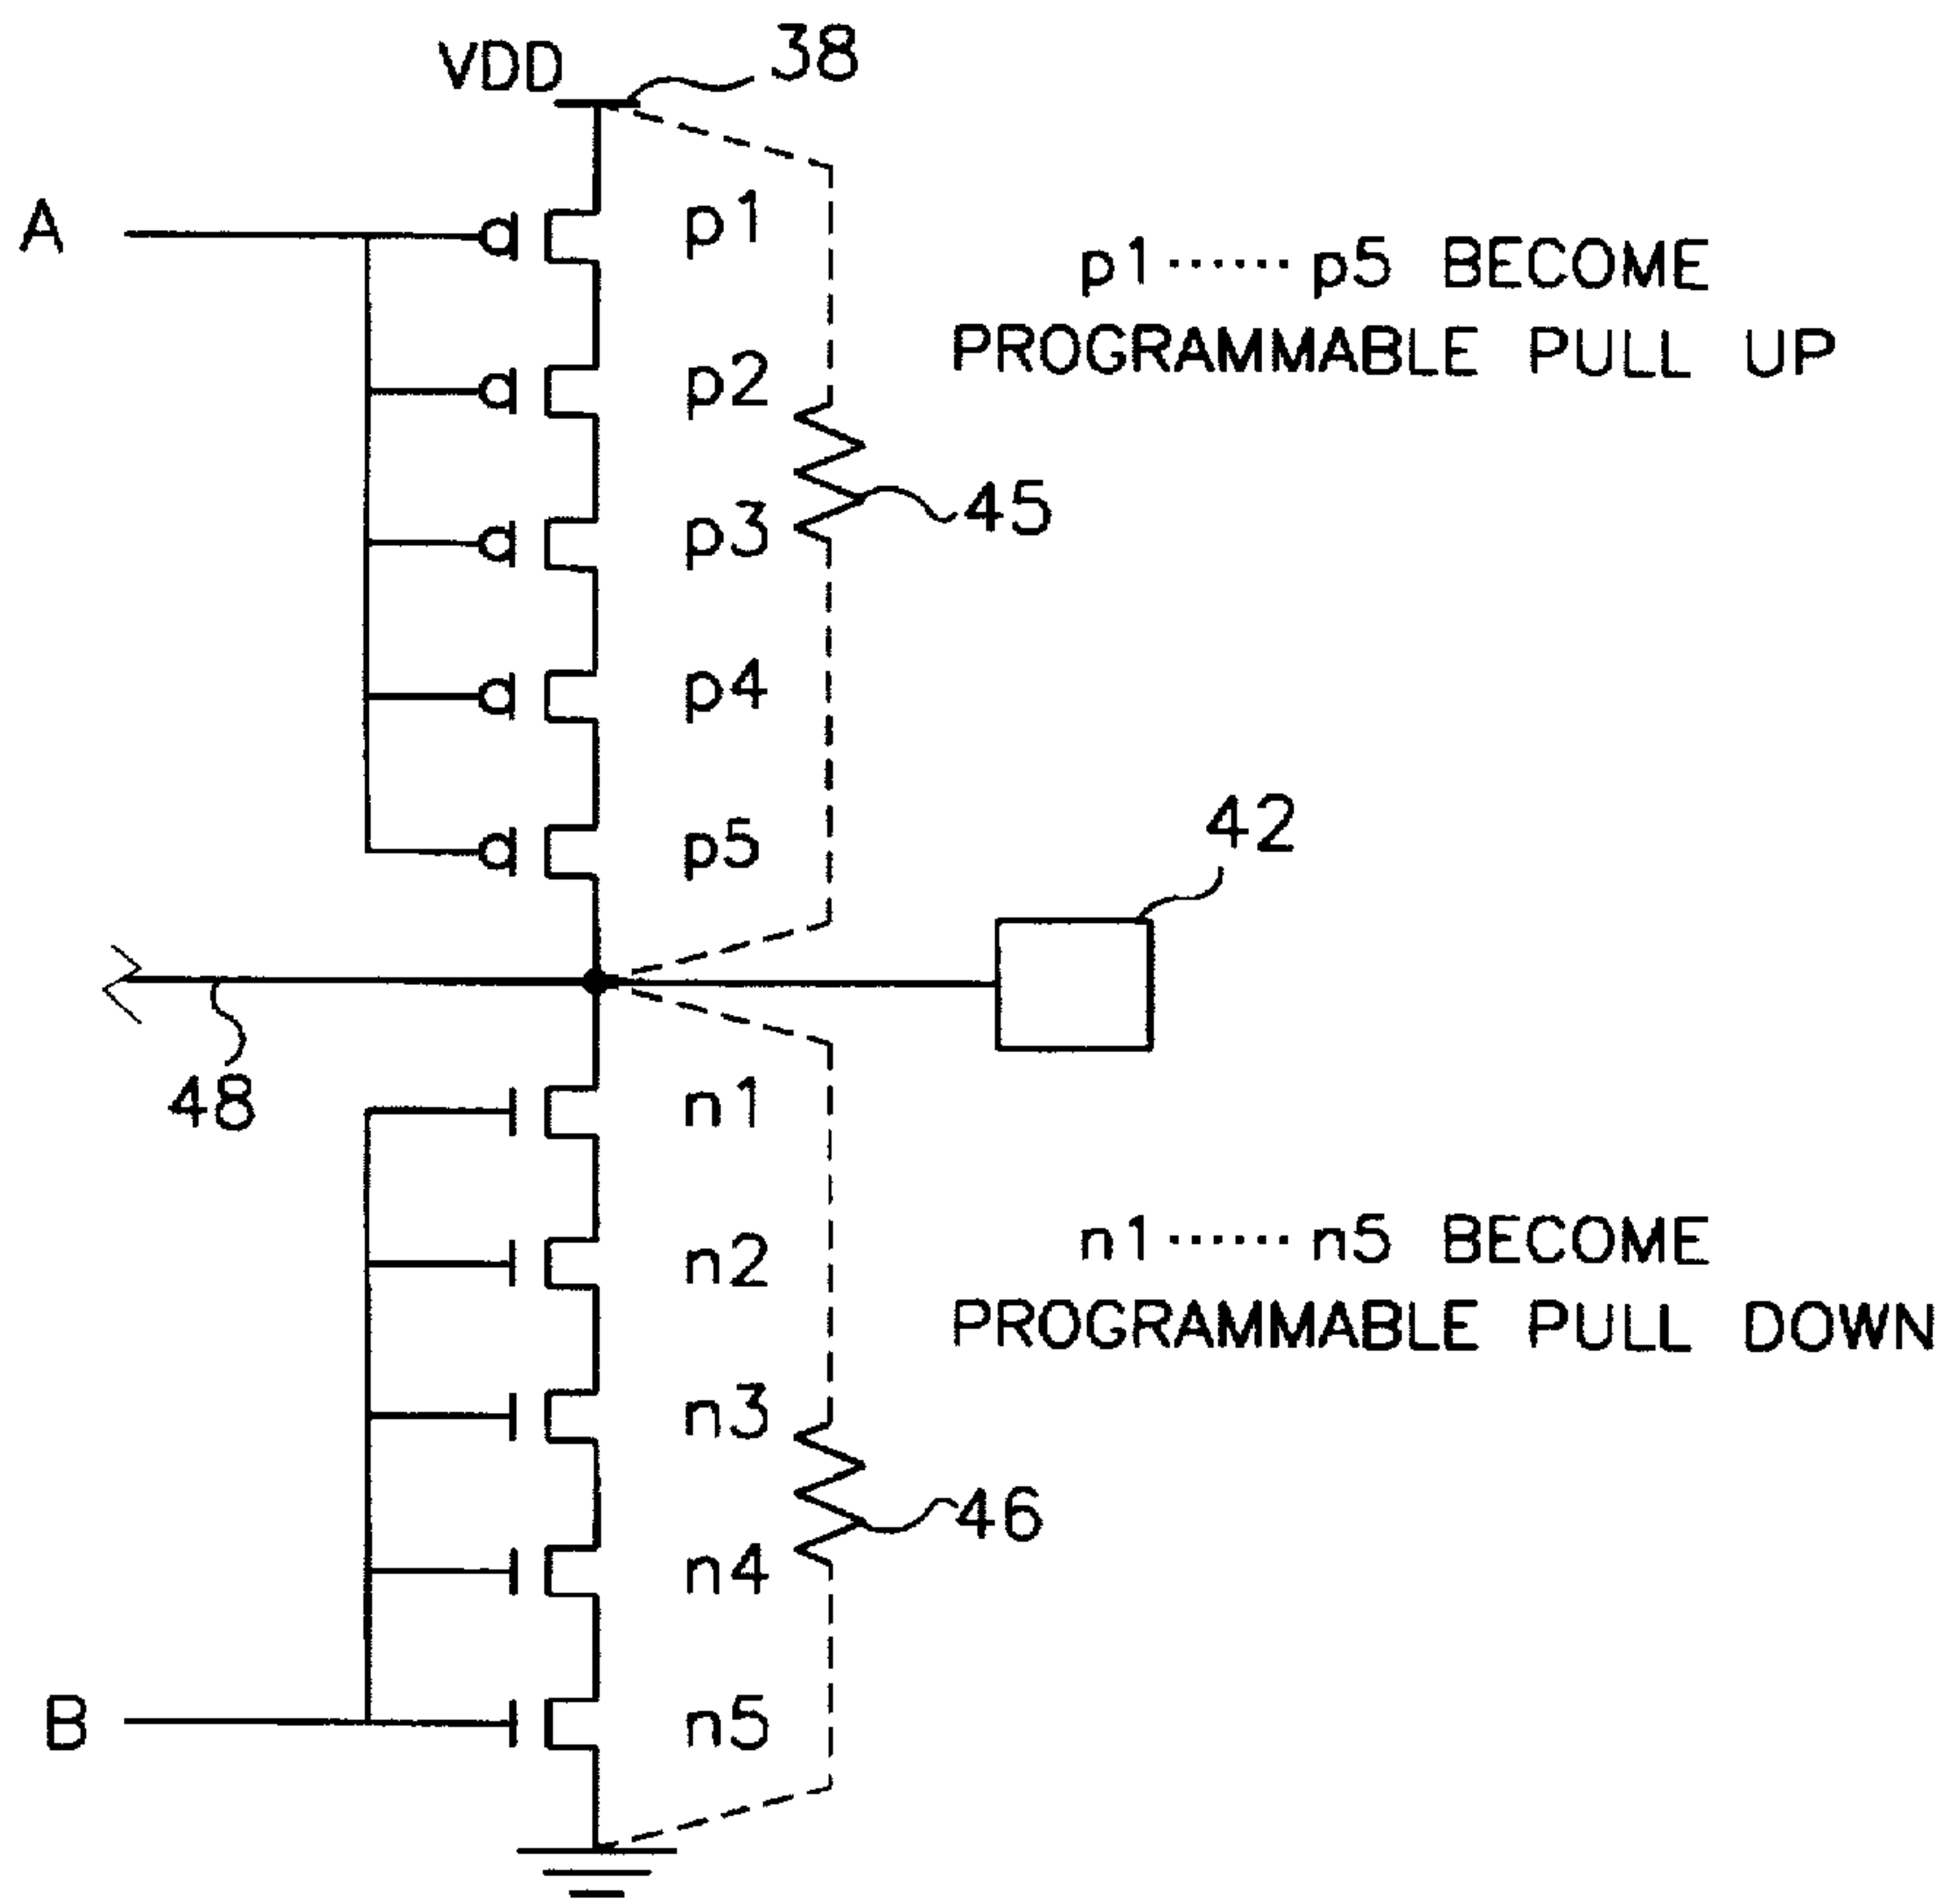 VDD
38
A
p1
p1······p5 BECOME
PROGRAMMABLE PULL UP
p2
45
p3
p4
p5
42
48
n1
n2
n1······n5 BECOME
PROGRAMMABLE PULL DOWN
n3
46
n4
B
n5